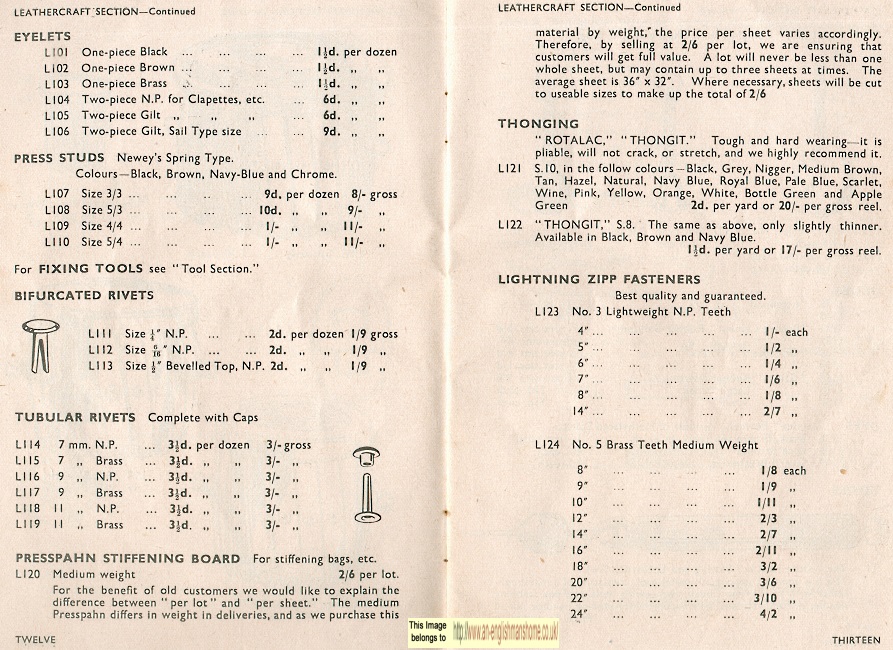 LEATHERCRAFT SECTION—Continued
EYELETS
L101 One-piece Black ... ... ... 1½d. per dozen
L102 One-piece Brown ... ... ... 1½d. „ „
L103 One-piece Brass ... ... ... 1½d. „ „
L104 Two-piece N.P. for Clapettes, etc. ... 6d. „ „
L105 Two-piece Gilt „ „ „ ... 6d. „ „
L106 Two-piece Gilt, Sail Type size ... ... 9d. „ „
PRESS STUDS Newey's Spring Type.
Colours—Black, Brown, Navy-Blue and Chrome.
L107 Size 3/3 ... ... ... ... 9d. per dozen 8/- gross
L108 Size 5/3 ... ... ... ... 10d. „ „ 9/- „
L109 Size 4/4 ... ... ... ... 1/- „ „ 11/- „
L110 Size 5/4 ... ... ... ... 1/- „ „ 11/- „
For FIXING TOOLS see "Tool Section."
BIFURCATED RIVETS
L111 Size ¼" N.P. ... ... 2d. per dozen 1/9 gross
L112 Size 5/16" N.P. ... ... 2d. „ „ 1/9 „
L113 Size ½" Bevelled Top, N.P. 2d. „ „ 1/9 „
TUBULAR RIVETS Complete with Caps
L114 7 mm. N.P. ... 3½d. per dozen 3/- gross
L115 7 „ Brass ... 3½d. „ „ 3/- „
L116 9 „ N.P. ... 3½d. „ „ 3/- „
L117 9 „ Brass ... 3½d. „ „ 3/- „
L118 11 „ N.P. ... 3½d. „ „ 3/- „
L119 11 „ Brass ... 3½d. „ „ 3/- „
PRESSPAHN STIFFENING BOARD For stiffening bags, etc.
L120 Medium weight 2/6 per lot.
For the benefit of old customers we would like to explain the
difference between "per lot" and "per sheet." The medium
Presspahn differs in weight in deliveries, and as we purchase this
TWELVE
LEATHERCRAFT SECTION—Continued
material by weight," the price per sheet varies accordingly.
Therefore, by selling at 2/6 per lot, we are ensuring that
customers will get full value. A lot will never be less than one
whole sheet, but may contain up to three sheets at times. The
average sheet is 36" x 32". Where necessary, sheets will be cut
to useable sizes to make up the total of 2/6
THONGING
"ROTALAC," "THONGIT." Tough and hard wearing—it is
pliable, will not crack, or stretch, and we highly recommend it.
L121 S.10, in the follow colours—Black, Grey, Nigger, Medium Brown,
Tan, Hazel, Natural, Navy Blue, Royal Blue, Pale Blue, Scarlet,
Wine, Pink, Yellow, Orange, White, Bottle Green and Apple
Green 2d. per yard or 20/- per gross reel.
L122 "THONGIT," S.8. The same as above, only slightly thinner.
Available in Black, Brown and Navy Blue.
1½d. per yard or 17/- per gross reel.
LIGHTNING ZIPP FASTENERS
Best quality and guaranteed.
L123 No. 3 Lightweight N.P. Teeth
4" ... ... ... ... ... 1/- each
5" ... ... ... ... ... 1/2 „
6" ... ... ... ... ... 1/4 „
7" ... ... ... ... ... 1/6 „
8" ... ... ... ... ... 1/8 „
14" ... ... ... ... ... 2/7 „
L124 No. 5 Brass Teeth Medium Weight
8" ... ... ... ... 1/8 each
9" ... ... ... ... 1/9 „
10" ... ... ... ... 1/11 „
12" ... ... ... ... 2/3 „
14" ... ... ... ... 2/7 „
16" ... ... ... ... 2/11 „
18" ... ... ... ... 3/2 „
20" ... ... ... ... 3/6 „
22" ... ... ... ... 3/10 „
24" ... ... ... ... 4/2 „
THIRTEEN
This Image
belongs to http://www.an-englishmanshome.co.uk/